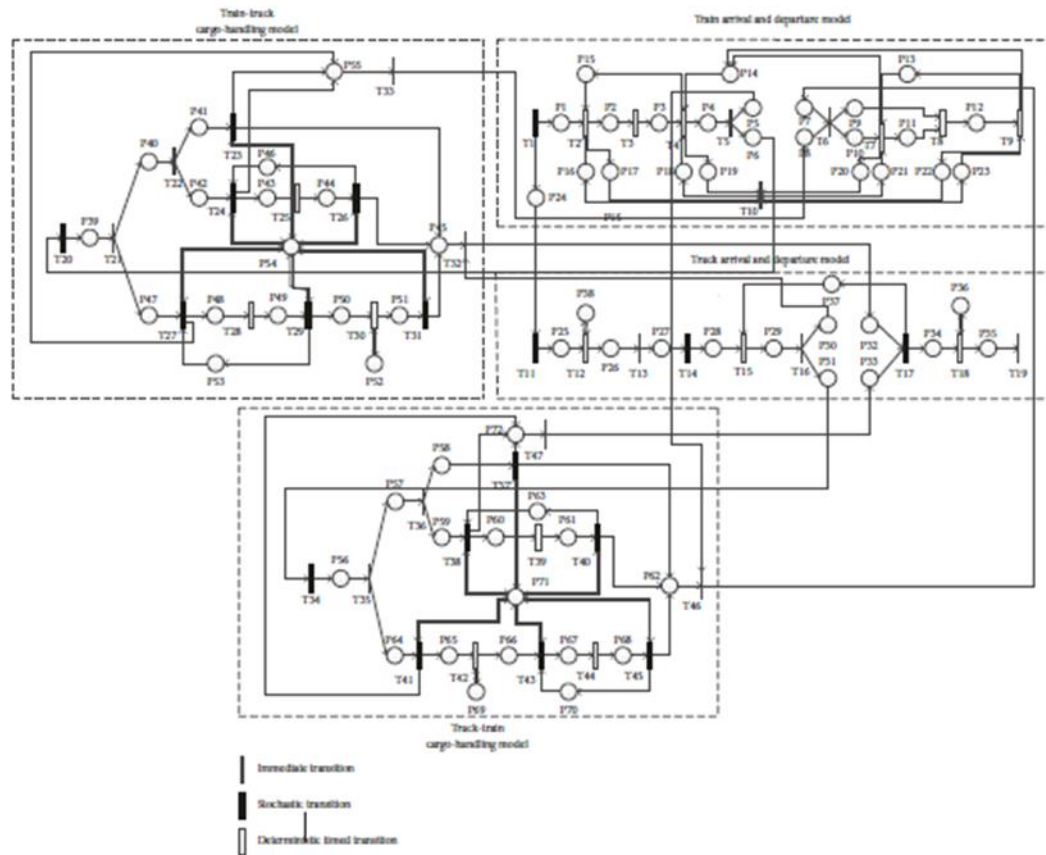 Train-truck
cargo-handling model
Train arrival and departure model
P55
T33
P41
P40
T23
P46
T22
P42
P43
P44
T24
T25
T26
P39
T20
T21
P54
P45
T32
P47
P48
P49
P50
P51
T27
T28
T29
T30
T31
P53
P52
P15
P14
P13
P1
P2
P3
P4
P5
P6
P7
P8
P9
P10
P11
P12
T1
T2
T3
T4
T5
T6
T7
T8
T9
P16
P17
P18
P19
P20
P21
P22
P23
T10
P24
P16
Truck arrival and departure model
P38
P37
P36
P25
P26
P27
P28
P29
P30
P31
P32
P33
P34
P35
T11
T12
T13
T14
T15
T16
T17
T18
T19
P72
T47
P58
T37
P57
T36
P59
P60
P63
P61
T38
T39
T40
P56
T34
T35
P71
P62
T46
P64
P65
P66
P67
P68
T41
T42
T43
T44
T45
P69
P70
Truck-train
cargo-handling model
Immediate transition
Stochastic transition
Deterministic timed transition